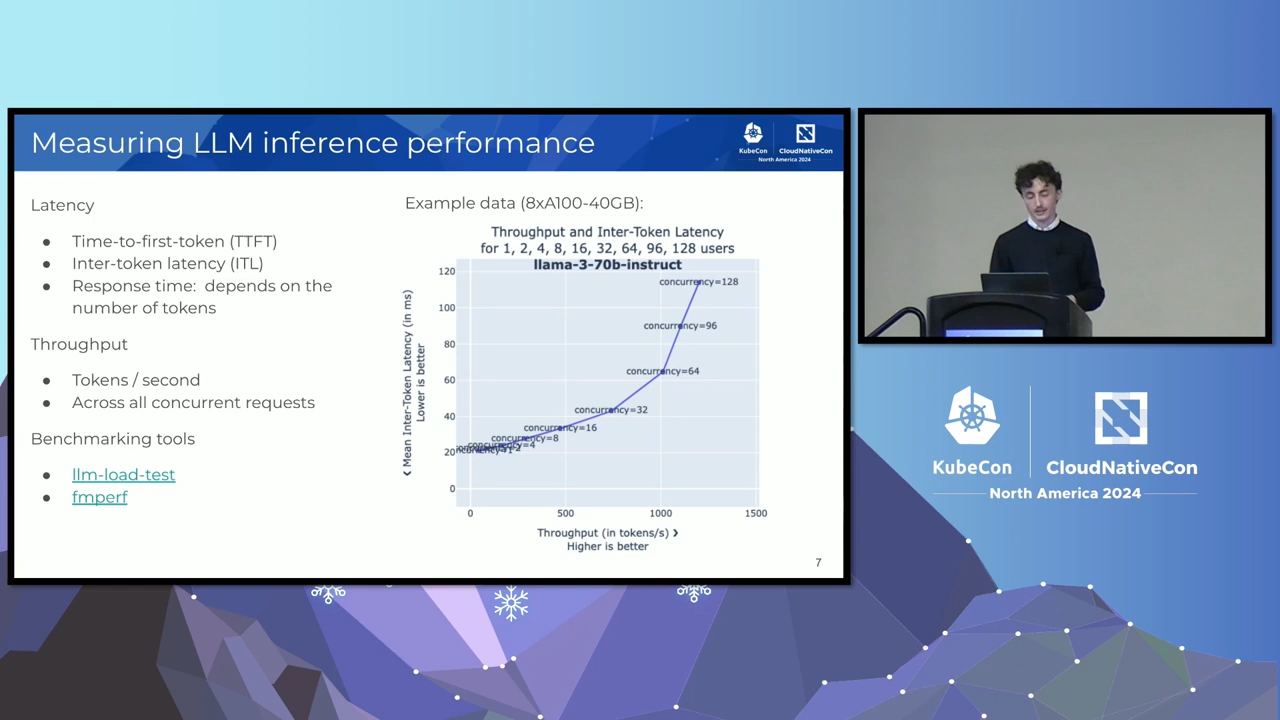 Measuring LLM inference performance
KubeCon
CloudNativeCon
North America 2024
Latency
● Time-to-first-token (TTFT)
● Inter-token latency (ITL)
● Response time: depends on the
number of tokens
Throughput
● Tokens / second
● Across all concurrent requests
Benchmarking tools
● llm-load-test
● fmperf
Example data (8xA100-40GB):
Throughput and Inter-Token Latency
for 1, 2, 4, 8, 16, 32, 64, 96, 128 users
llama-3-70b-instruct
❮ Mean Inter-Token Latency (in ms)
Lower is better
120
100
80
60
40
20
0
concurrency=128
concurrency=96
concurrency=64
concurrency=32
concurrency=16
concurrency=8
concurrency=4
0
500
1000
1500
Throughput (in tokens/s) ❯
Higher is better
7
KubeCon
CloudNativeCon
North America 2024